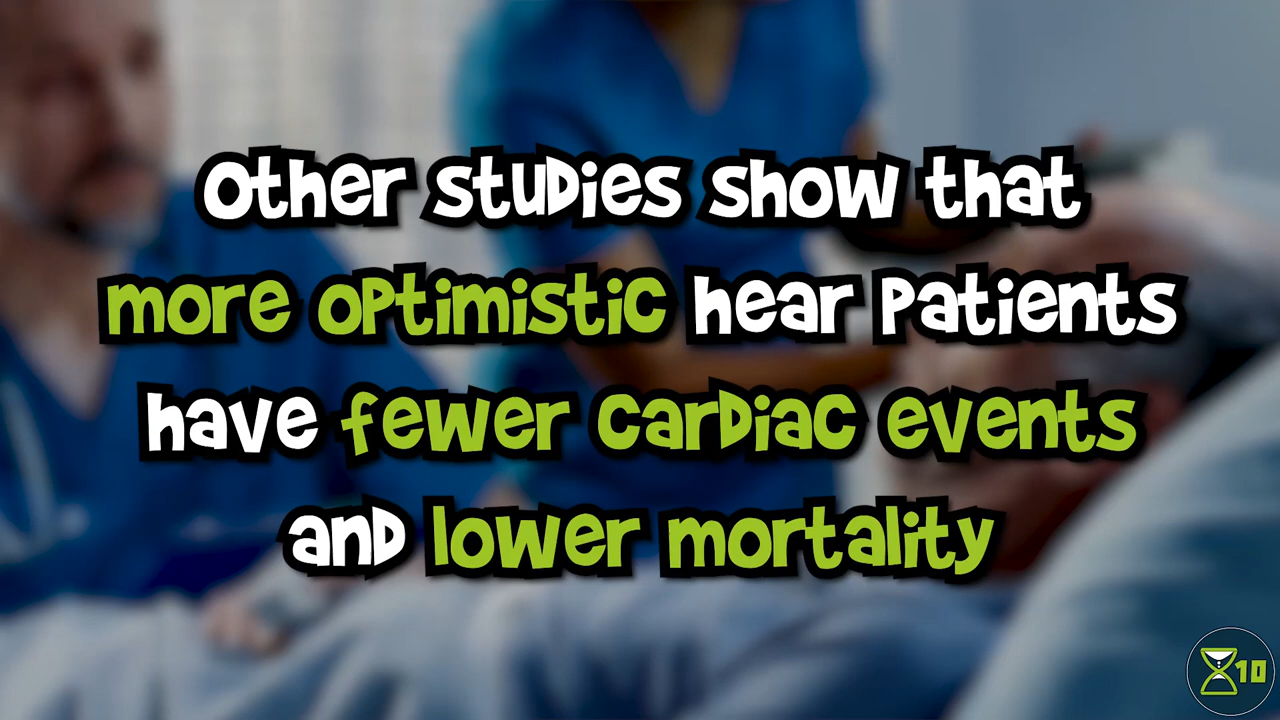 Other studies show that
more optimistic hear patients
have fewer cardiac events
and lower mortality
10